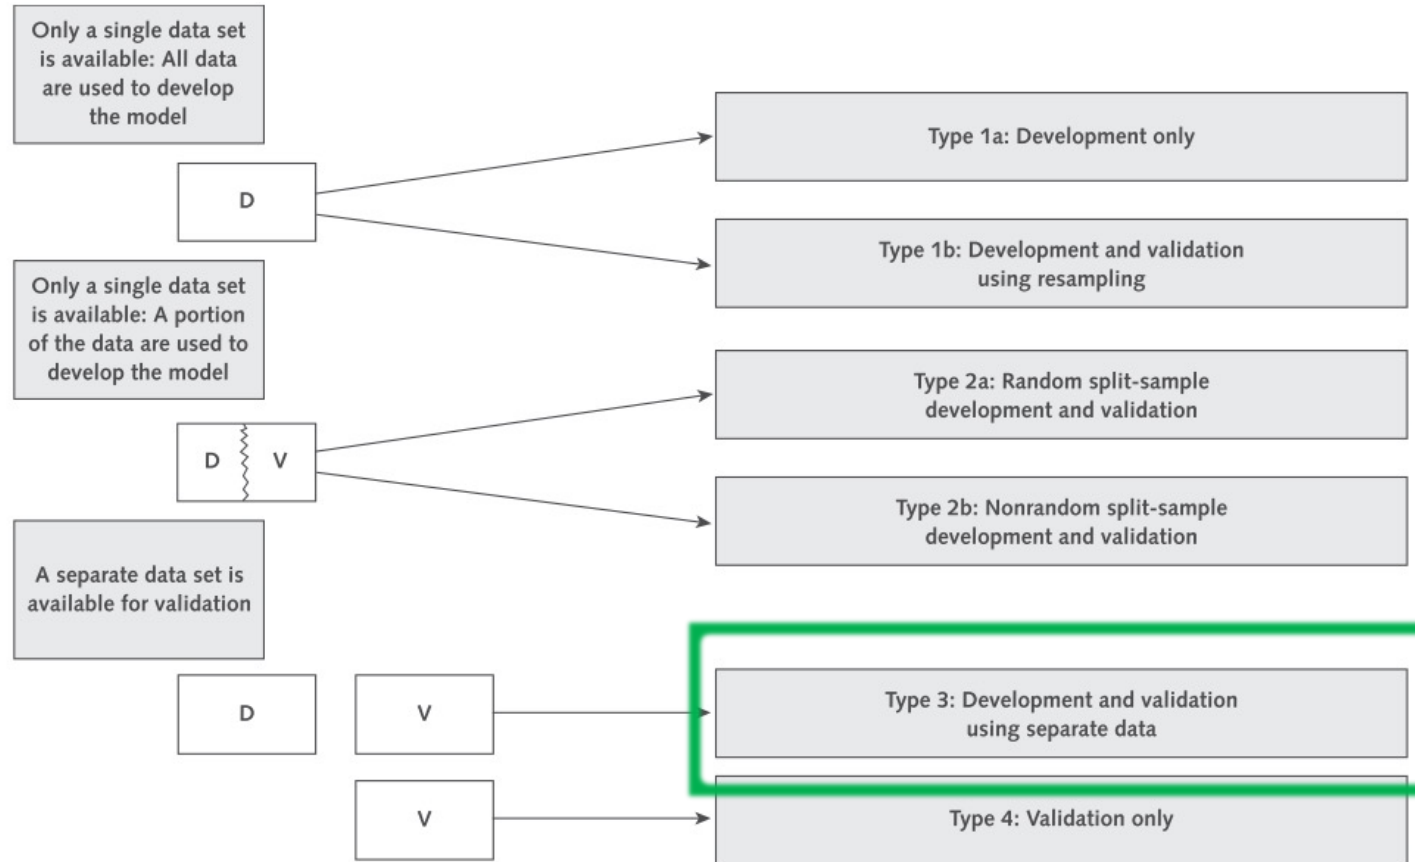 Only a single data set
is available: All data
are used to develop
the model
D
Type 1a: Development only
Type 1b: Development and validation
using resampling
Only a single data set
is available: A portion
of the data are used to
develop the model
D
V
Type 2a: Random split-sample
development and validation
Type 2b: Nonrandom split-sample
development and validation
A separate data set is
available for validation
D
V
Type 3: Development and validation
using separate data
V
Type 4: Validation only